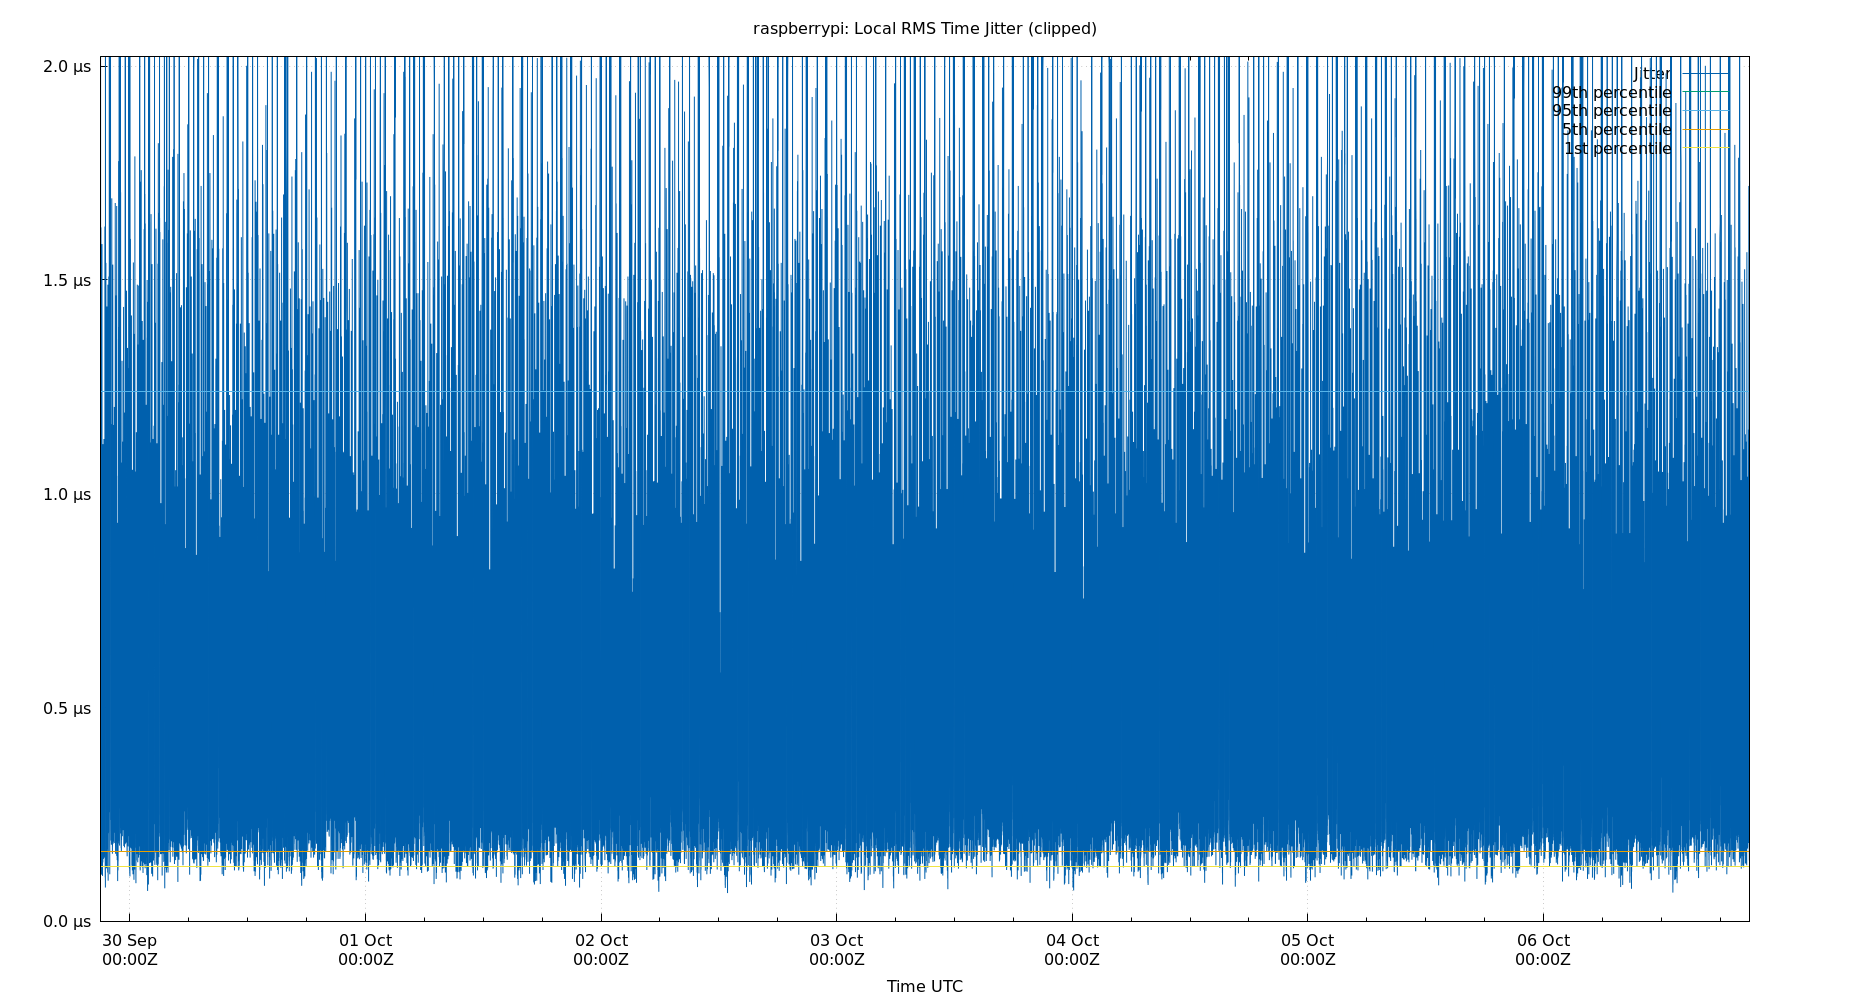 raspberrypi: Local RMS Time Jitter (clipped)
2.0 µs
1.5 µs
1.0 µs
0.5 µs
0.0 µs
Jitter
99th percentile
95th percentile
5th percentile
1st percentile
30 Sep 01 Oct 02 Oct 03 Oct 04 Oct 05 Oct 06 Oct
00:00Z 00:00Z 00:00Z 00:00Z 00:00Z 00:00Z 00:00Z
Time UTC